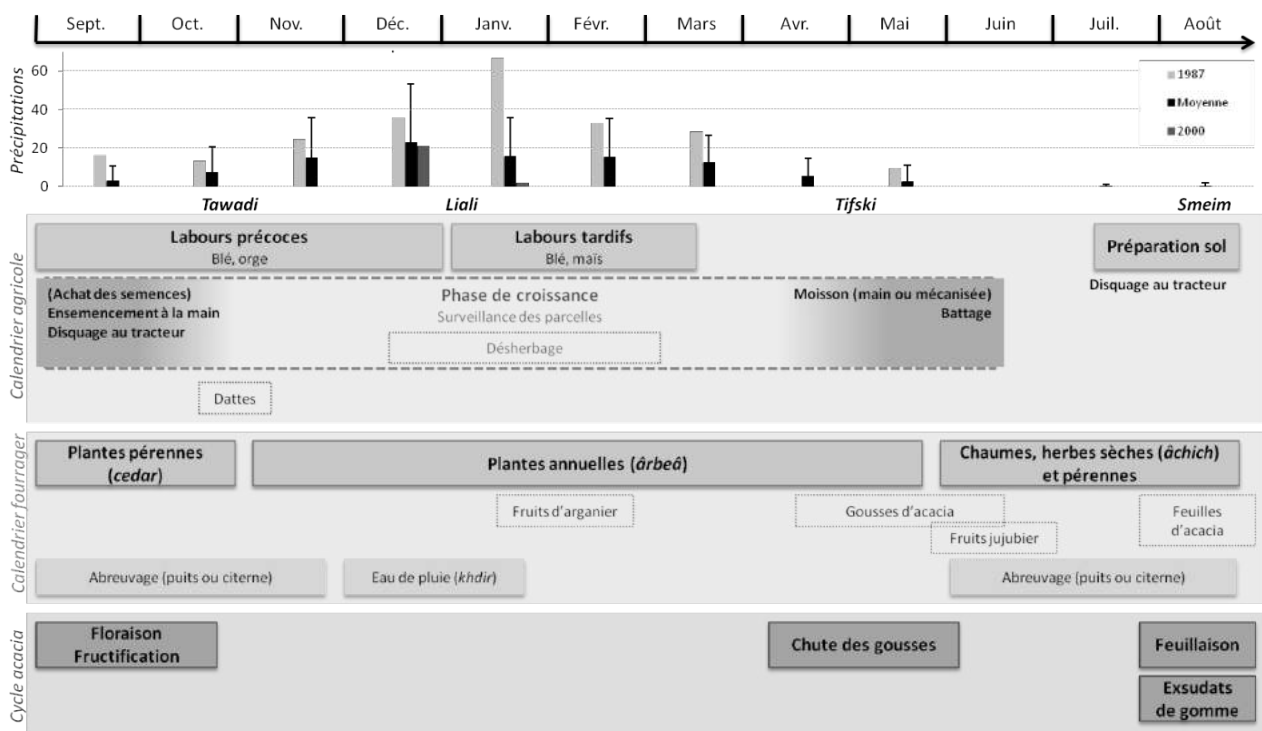 Sept. Oct. Nov. Déc. Janv. Févr. Mars Avr. Mai Juin Juil. Août
Précipitations
60
40
20
0
1987
Moyenne
2000
Tawadi Liali Tifski Smeim
Calendrier agricole
Labours précoces
Blé, orge
Labours tardifs
Blé, maïs
Préparation sol
Disquage au tracteur
(Achat des semences)
Ensemencement à la main
Disquage au tracteur
Phase de croissance
Surveillance des parcelles
Désherbage
Moisson (main ou mécanisée)
Battage
Dattes
Calendrier fourrager
Plantes pérennes
(cedar)
Plantes annuelles (ârbeâ)
Chaumes, herbes sèches (âchich)
et pérennes
Fruits d'arganier
Gousses d'acacia
Fruits jujubier
Feuilles
d'acacia
Abreuvage (puits ou citerne)
Eau de pluie (khdir)
Abreuvage (puits ou citerne)
Cycle acacia
Floraison
Fructification
Chute des gousses
Feuillaison
Exsudats
de gomme